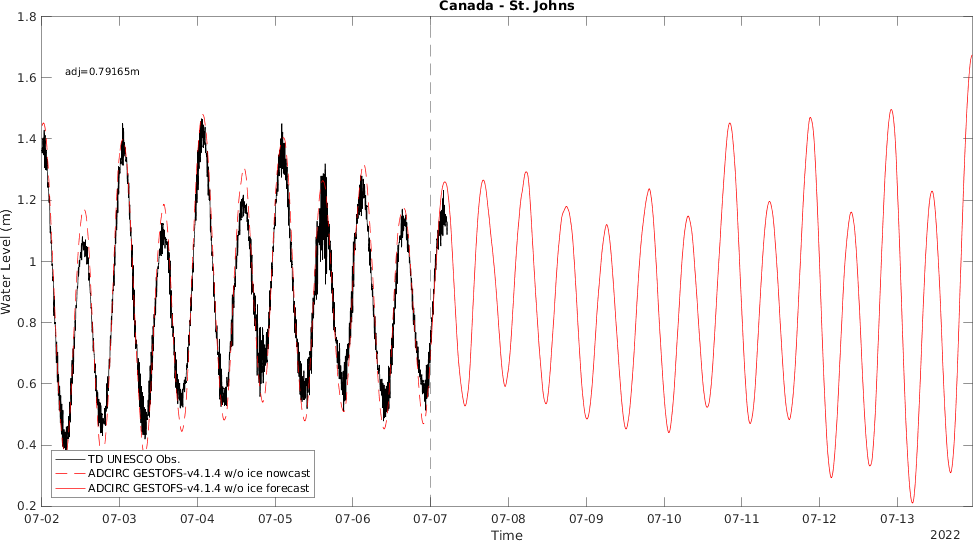 Canada - St. Johns
1.8
1.6
1.4
1.2
1
0.8
0.6
0.4
0.2
Water Level (m)
adj=0.79165m
TD UNESCO Obs.
ADCIRC GESTOFS-v4.1.4 w/o ice nowcast
ADCIRC GESTOFS-v4.1.4 w/o ice forecast
07-02 07-03 07-04 07-05 07-06 07-07 07-08 07-09 07-10 07-11 07-12 07-13
Time
2022